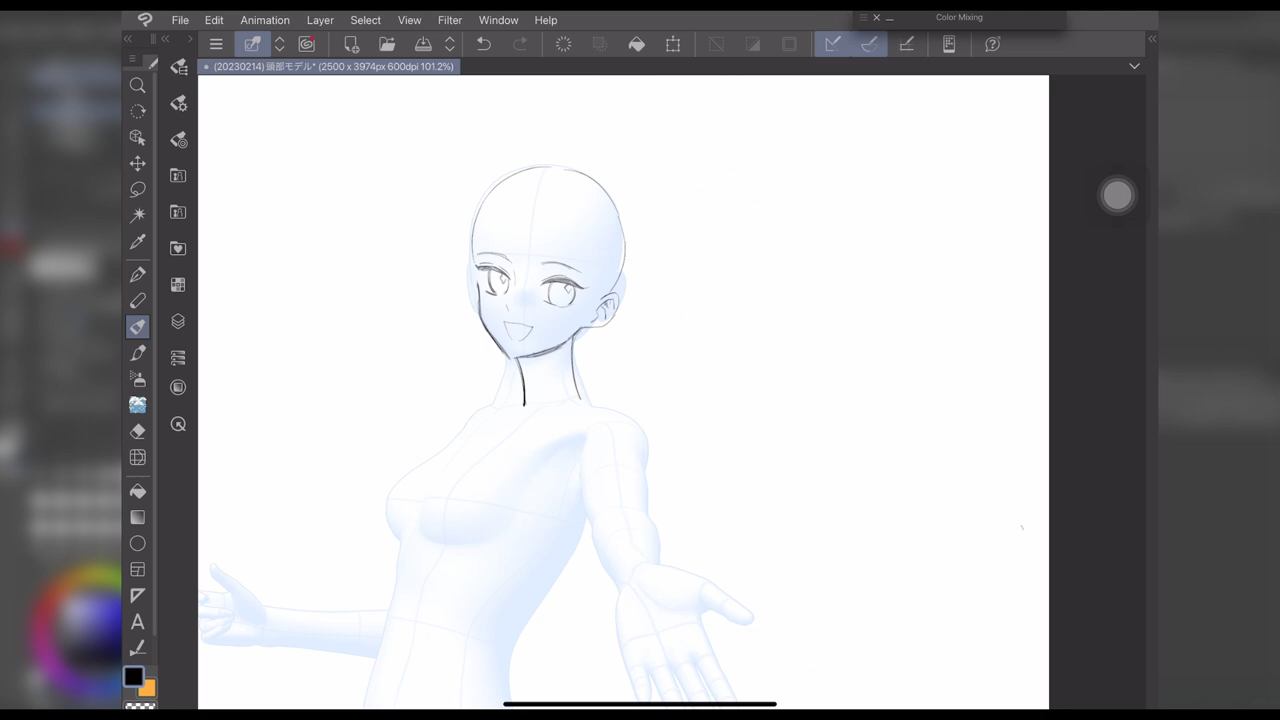 File Edit Animation Layer Select View Filter Window Help
Color Mixing
(20230214) 頭部モデル* (2500 x 3974px 600dpi 101.2%)